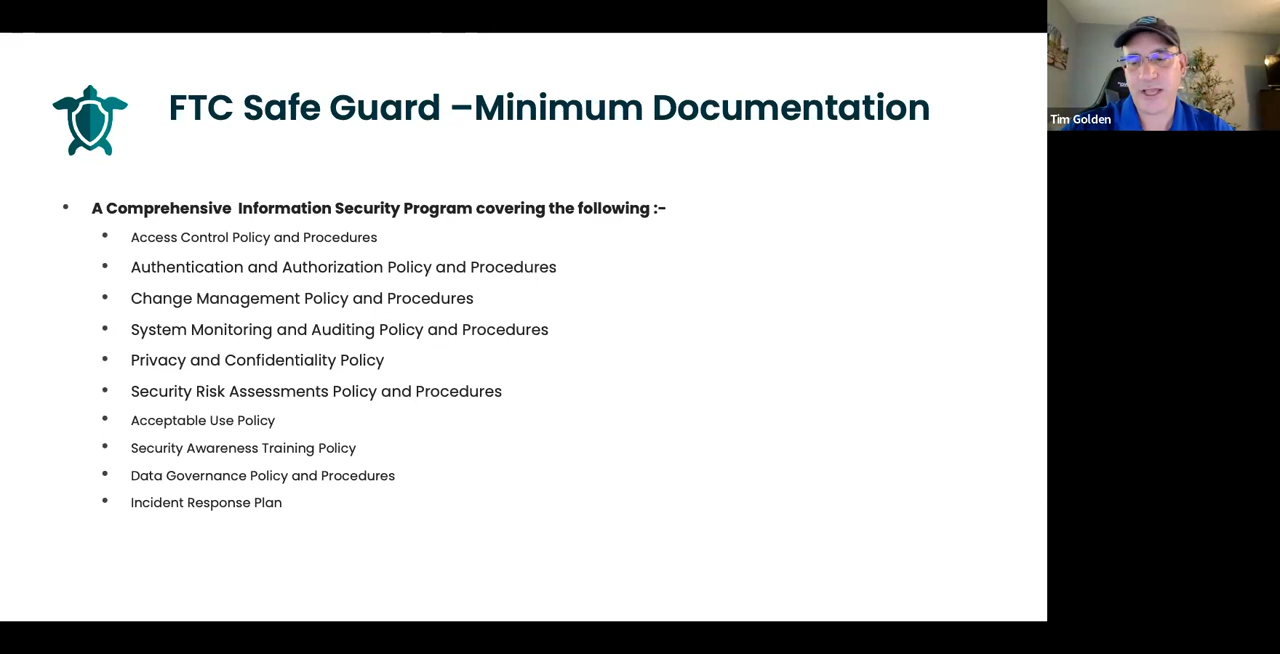 FTC Safe Guard –Minimum Documentation
Tim Golden
• A Comprehensive Information Security Program covering the following :-
• Access Control Policy and Procedures
• Authentication and Authorization Policy and Procedures
• Change Management Policy and Procedures
• System Monitoring and Auditing Policy and Procedures
• Privacy and Confidentiality Policy
• Security Risk Assessments Policy and Procedures
• Acceptable Use Policy
• Security Awareness Training Policy
• Data Governance Policy and Procedures
• Incident Response Plan